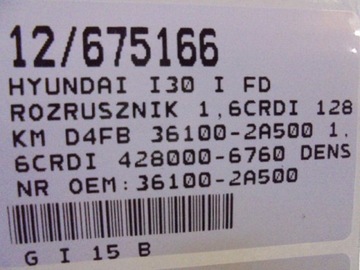 12/675166
HYUNDAI I30 I FD
ROZRUSZNIK 1,6CRDI 128
KM D4FB 36100-2A500 1.
6CRDI 428000-6760 DENS
NR OEM:36100-2A500
G I 15 B